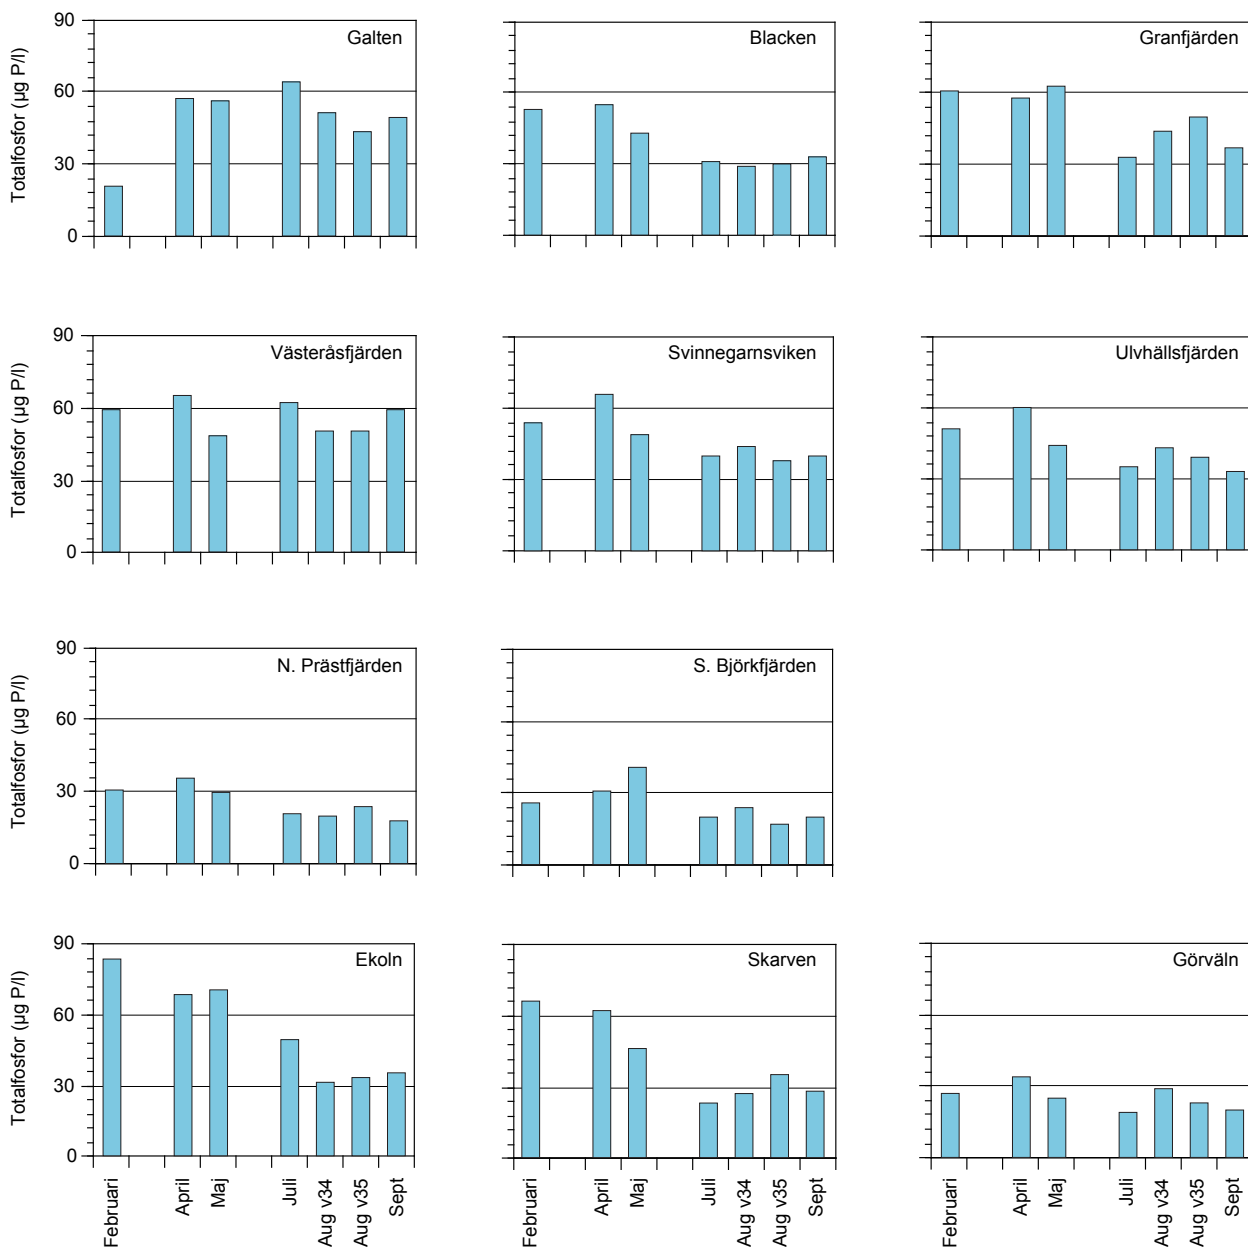 Totalfosfor (µg P/l)
90
60
30
0
Galten
Blacken
Granfjärden
Totalfosfor (µg P/l)
90
60
30
0
Västeråsfjärden
Svinnegarnsviken
Ulvhällsfjärden
Totalfosfor (µg P/l)
90
60
30
0
N. Prästfjärden
S. Björkfjärden
Totalfosfor (µg P/l)
90
60
30
0
Ekoln
Skarven
Görväln
Februari
April
Maj
Juli
Aug v34
Aug v35
Sept
Februari
April
Maj
Juli
Aug v34
Aug v35
Sept
Februari
April
Maj
Juli
Aug v34
Aug v35
Sept